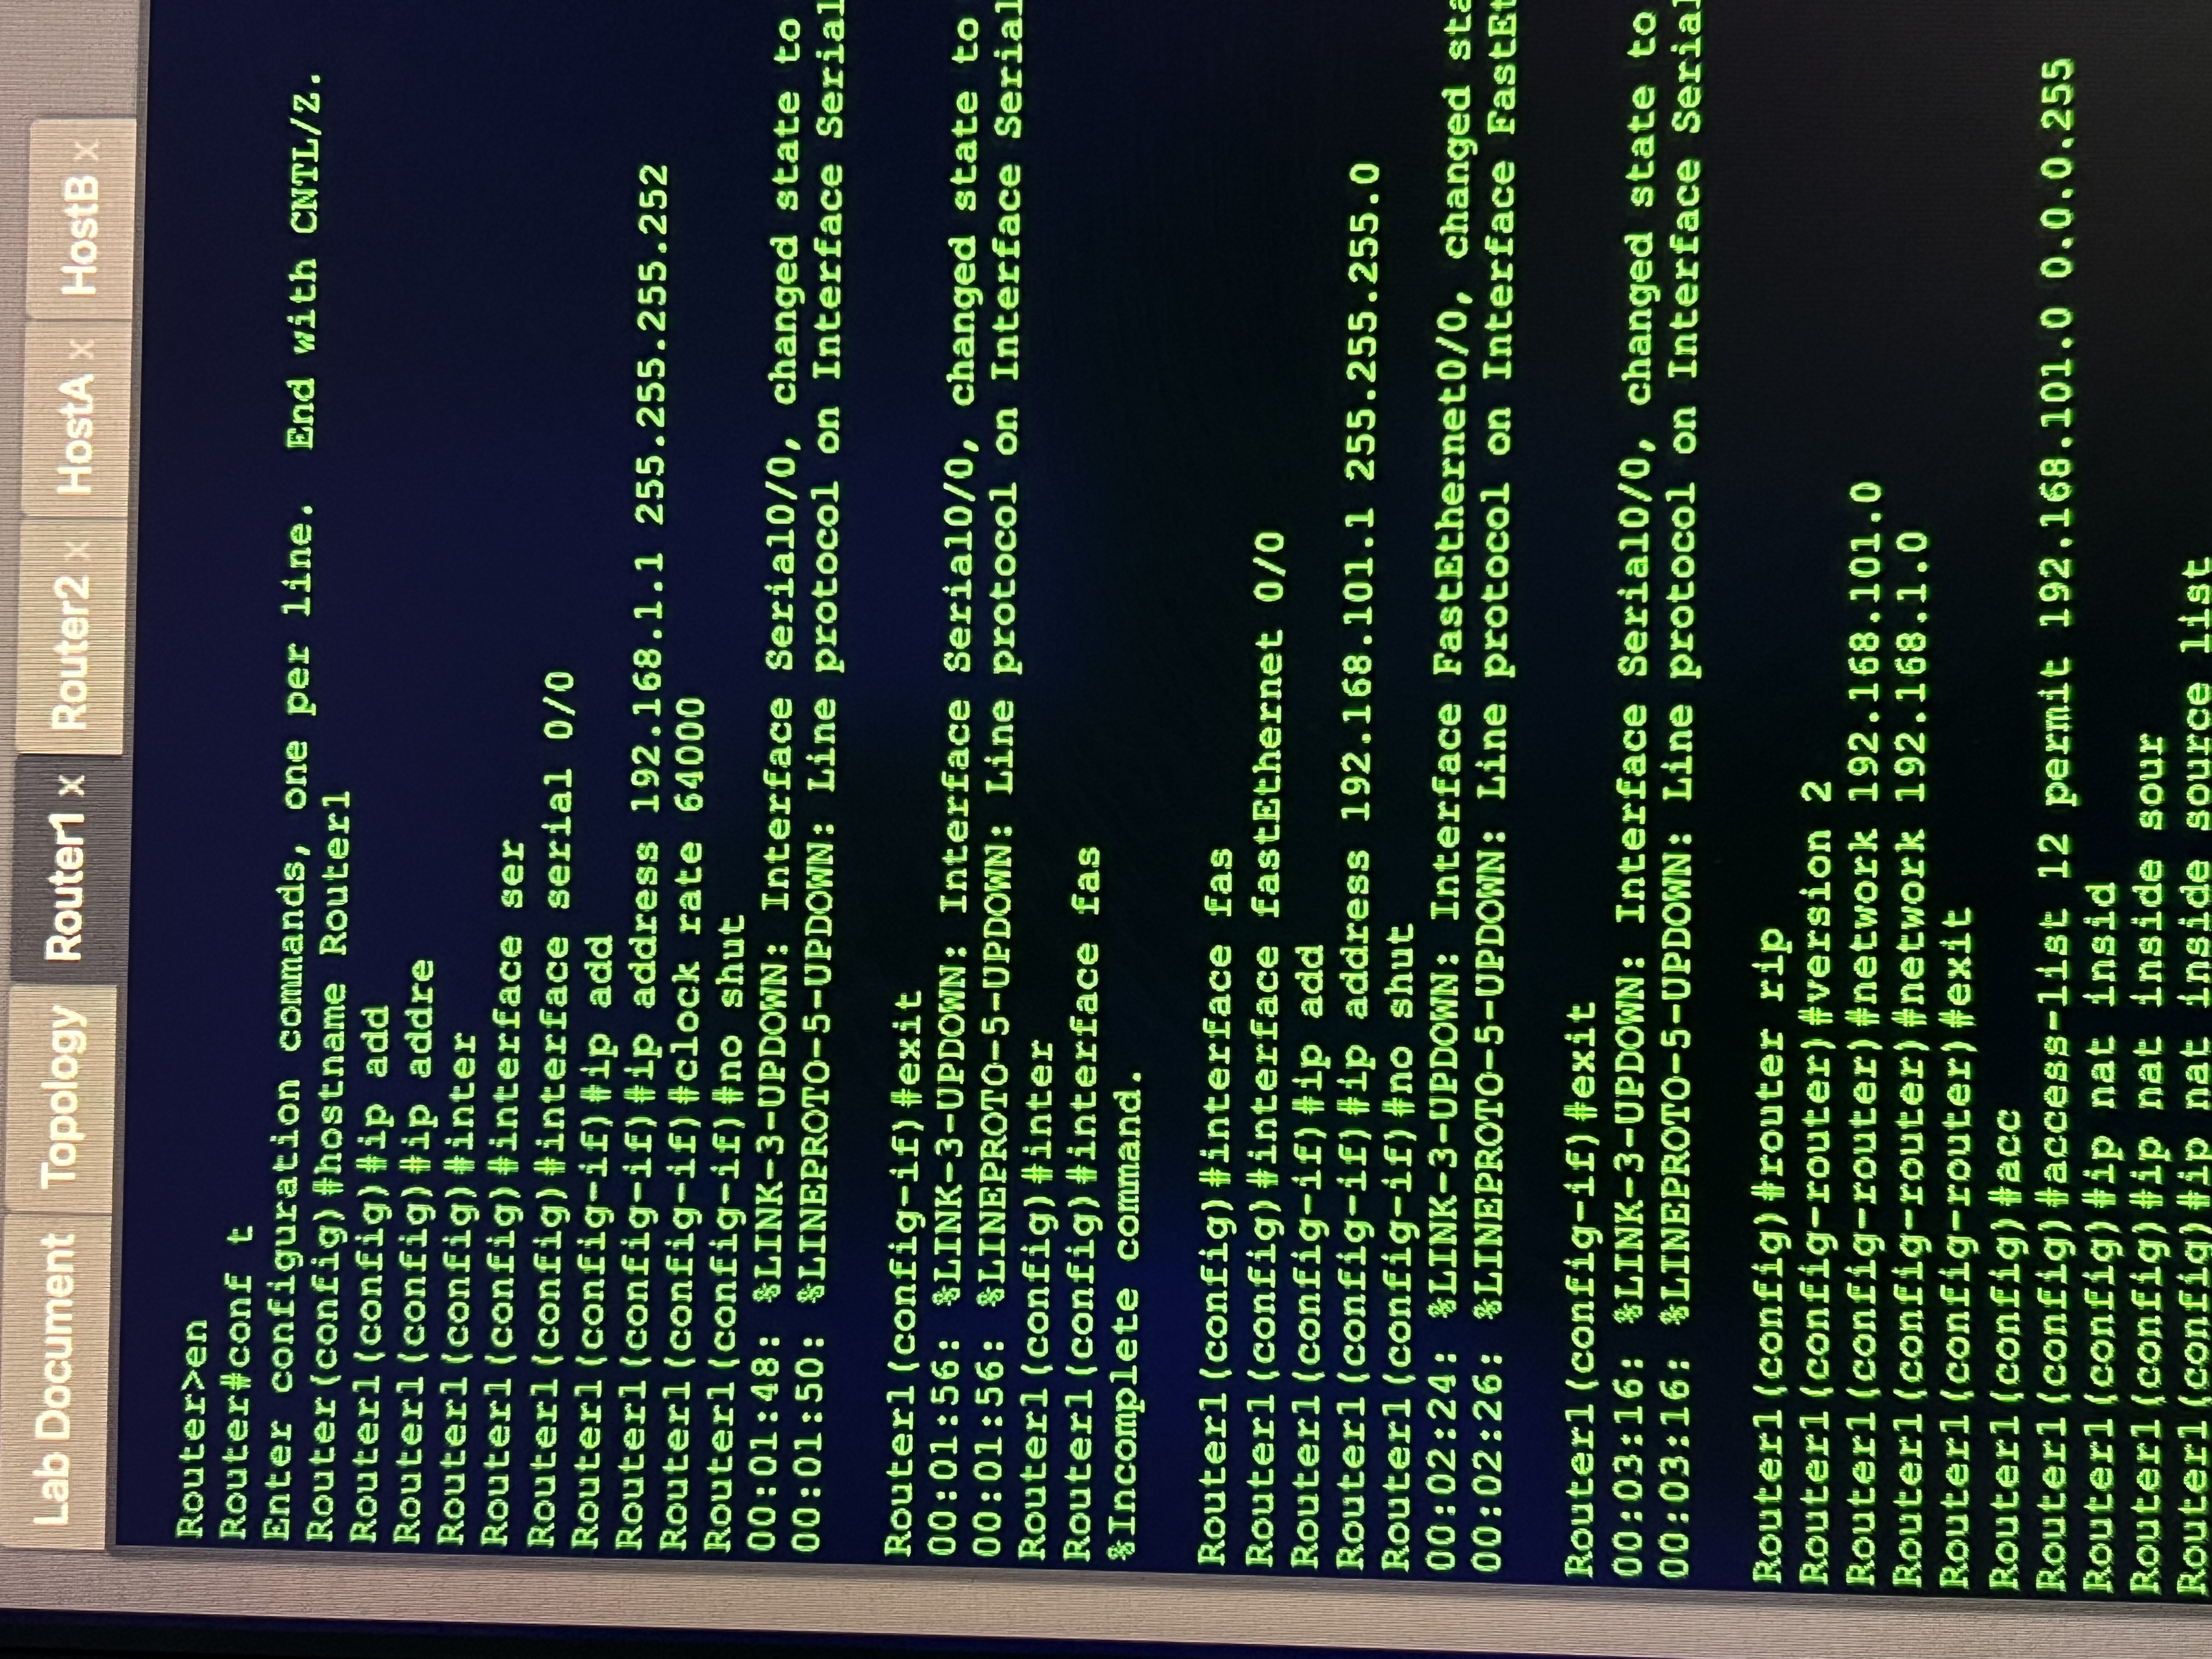 Lab Document Topology Router1 x Router2 x HostA x HostB x
Router>en
Router#conf t
Enter configuration commands, one per line.  End with CNTL/Z.
Router(config)#hostname Router1
Router1(config)#ip add
Router1(config)#ip addre
Router1(config)#inter
Router1(config)#interface ser
Router1(config)#interface serial 0/0
Router1(config-if)#ip add
Router1(config-if)#ip address 192.168.1.1 255.255.255.252
Router1(config-if)#clock rate 64000
Router1(config-if)#no shut
00:01:48: %LINK-3-UPDOWN: Interface Serial0/0, changed state to
00:01:50: %LINEPROTO-5-UPDOWN: Line protocol on Interface Serial
Router1(config-if)#exit
00:01:56: %LINK-3-UPDOWN: Interface Serial0/0, changed state to
00:01:56: %LINEPROTO-5-UPDOWN: Line protocol on Interface Serial
Router1(config)#inter
Router1(config)#interface fas
%Incomplete command.
Router1(config)#interface fas
Router1(config)#interface fastEthernet 0/0
Router1(config-if)#ip add
Router1(config-if)#ip address 192.168.101.1 255.255.255.0
Router1(config-if)#no shut
00:02:24: %LINK-3-UPDOWN: Interface FastEthernet0/0, changed sta
00:02:26: %LINEPROTO-5-UPDOWN: Line protocol on Interface FastEt
Router1(config-if)#exit
00:03:16: %LINK-3-UPDOWN: Interface Serial0/0, changed state to
00:03:16: %LINEPROTO-5-UPDOWN: Line protocol on Interface Serial
Router1(config)#router rip
Router1(config-router)#version 2
Router1(config-router)#network 192.168.101.0
Router1(config-router)#network 192.168.1.0
Router1(config-router)#exit
Router1(config)#acc
Router1(config)#access-list 12 permit 192.168.101.0 0.0.0.255
Router1(config)#ip nat insid
Router1(config)#ip nat inside sour
Router1(config)#ip nat inside source list